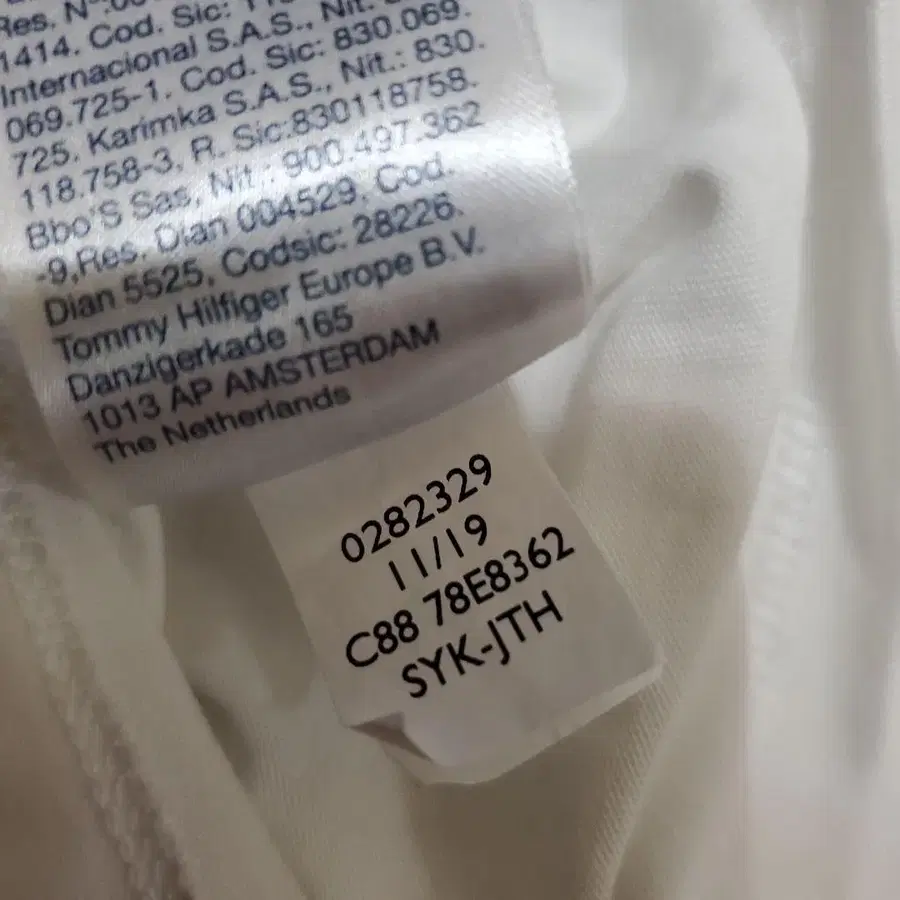 Res. Nº
1414. Cod. Sic:
Internacional S.A.S., Nit.
069.725-1. Cod. Sic: 830.069.
725. Karimka S.A.S., Nit.: 830.
118.758-3, R. Sic:830118758.
Bbo'S Sas, Nit.: 900.497.362
-9,Res. Dian 004529, Cod.
Dian 5525, Codsic: 28226.
Tommy Hilfiger Europe B.V.
Danzigerkade 165
1013 AP AMSTERDAM
The Netherlands
0282329
11/19
C88 78E8362
SYK-JTH